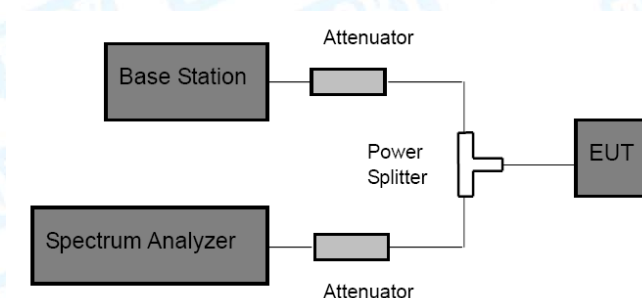 Attenuator
Base Station
Power
Splitter
EUT
Spectrum Analyzer
Attenuator